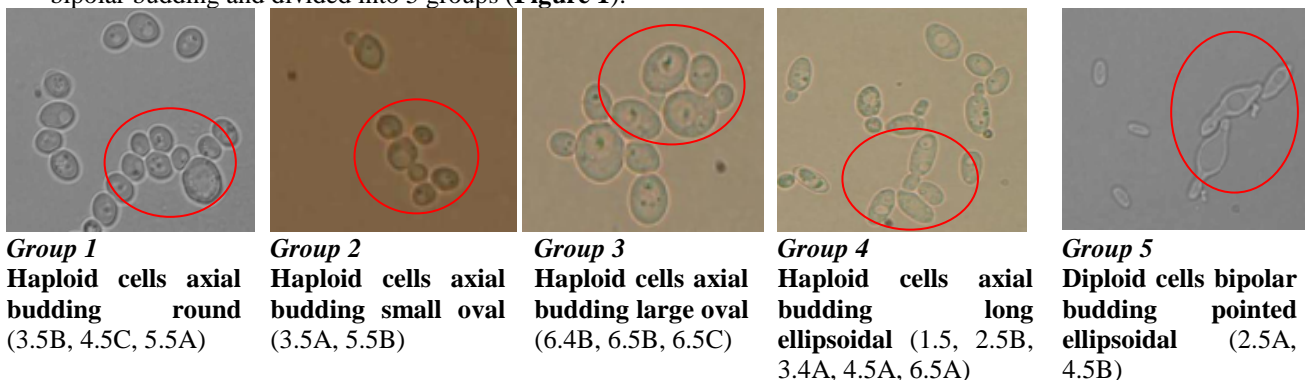 bipolar budding and divided into 5 groups (Figure 1).
Group 1
Haploid cells axial
budding round
(3.5B, 4.5C, 5.5A)
Group 2
Haploid cells axial
budding small oval
(3.5A, 5.5B)
Group 3
Haploid cells axial
budding large oval
(6.4B, 6.5B, 6.5C)
Group 4
Haploid cells axial
budding long
ellipsoidal (1.5, 2.5B,
3.4A, 4.5A, 6.5A)
Group 5
Diploid cells bipolar
budding pointed
ellipsoidal (2.5A,
4.5B)